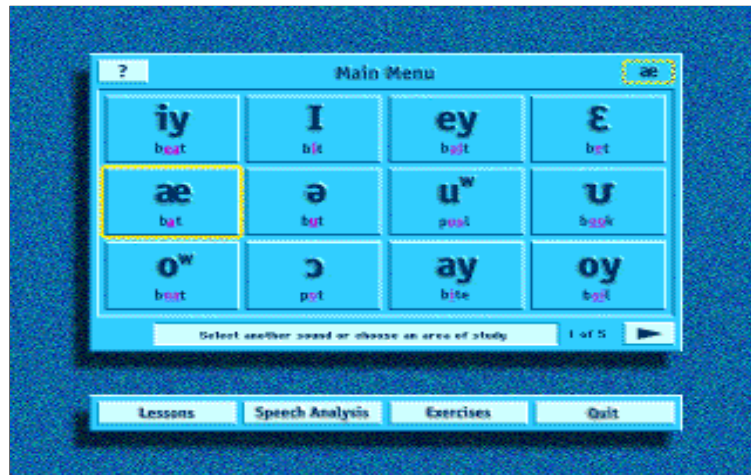 ? Main Menu æ
iy I ey ɛ
beat bit bait bet
æ ə uʷ ʊ
bat but pool book
oʷ ɔ ay oy
boat pot bite boil
Select another sound or choose an area of study 1 of 5
Lessons Speech Analysis Exercises Quit